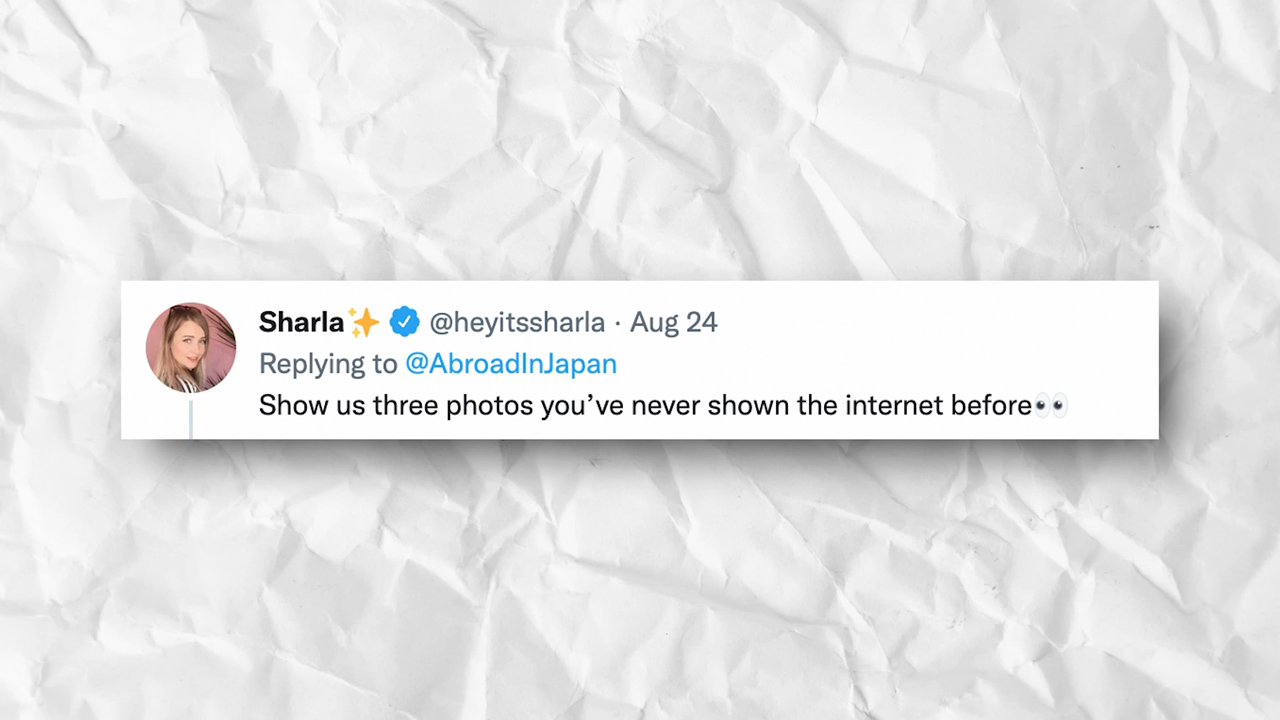 Sharla✨ @heyitssharla · Aug 24
Replying to @AbroadInJapan
Show us three photos you’ve never shown the internet before👀